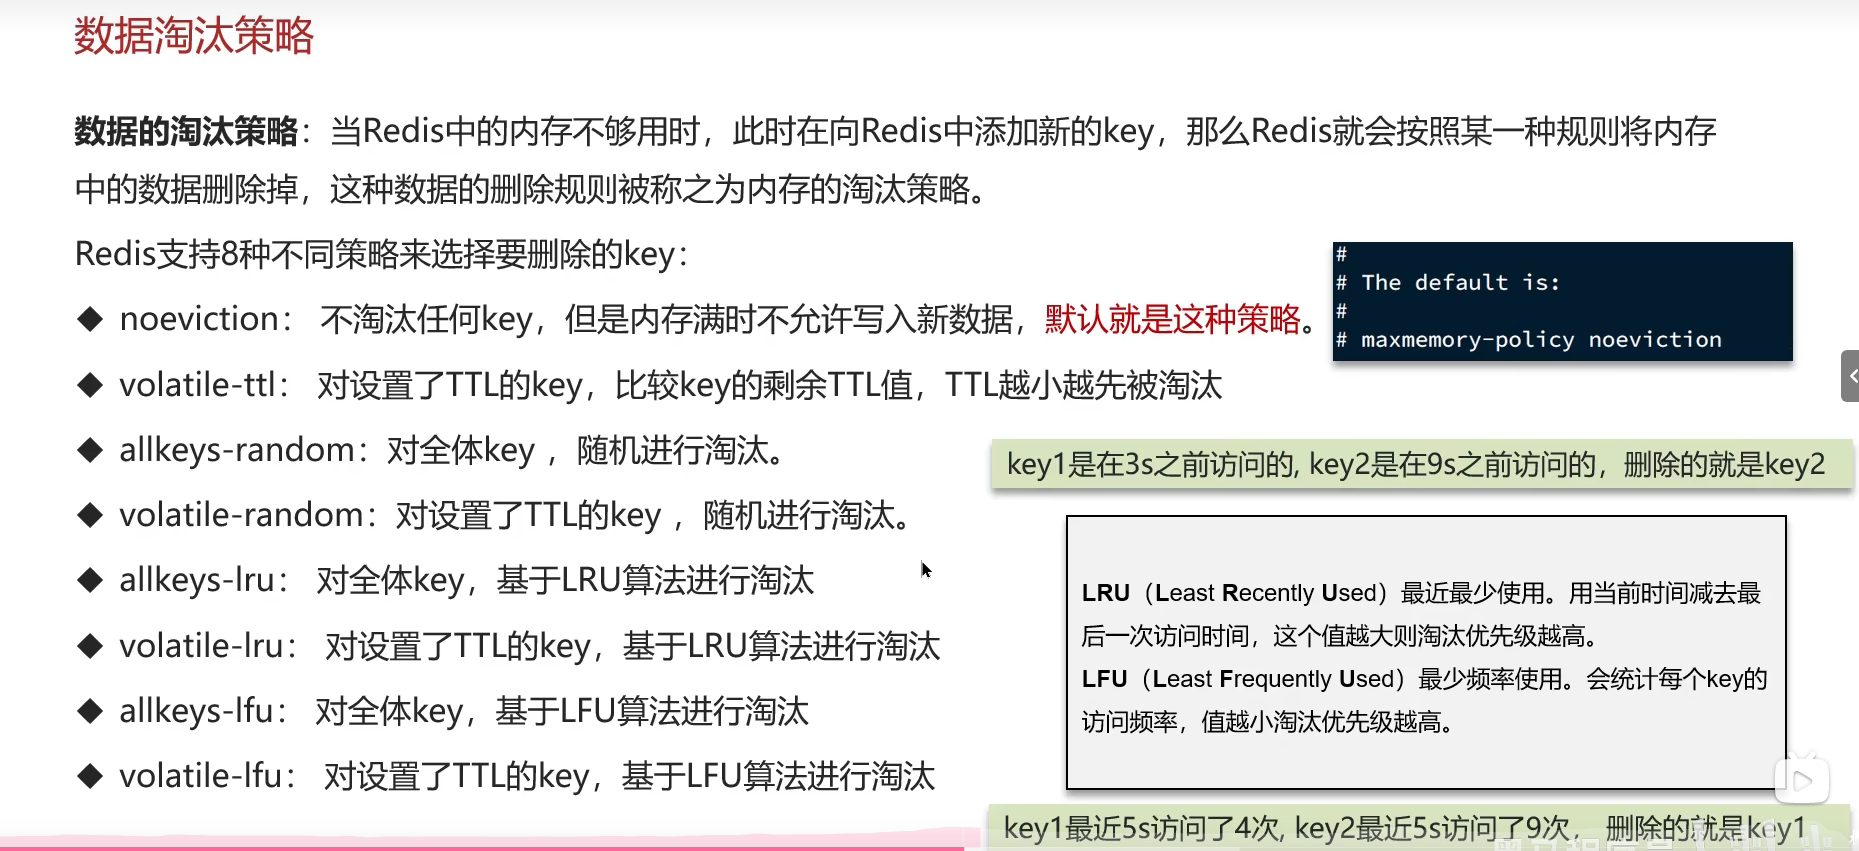 数据淘汰策略
数据的淘汰策略：当Redis中的内存不够用时，此时在向Redis中添加新的key，那么Redis就会按照某一种规则将内存
中的数据删除掉，这种数据的删除规则被称之为内存的淘汰策略。
Redis支持8种不同策略来选择要删除的key：
◆ noeviction： 不淘汰任何key，但是内存满时不允许写入新数据，默认就是这种策略。
#
# The default is:
#
# maxmemory-policy noeviction
◆ volatile-ttl： 对设置了TTL的key，比较key的剩余TTL值，TTL越小越先被淘汰
◆ allkeys-random：对全体key ，随机进行淘汰。
◆ volatile-random：对设置了TTL的key ，随机进行淘汰。
◆ allkeys-lru： 对全体key，基于LRU算法进行淘汰
◆ volatile-lru： 对设置了TTL的key，基于LRU算法进行淘汰
◆ allkeys-lfu： 对全体key，基于LFU算法进行淘汰
◆ volatile-lfu： 对设置了TTL的key，基于LFU算法进行淘汰
key1是在3s之前访问的, key2是在9s之前访问的，删除的就是key2
LRU（Least Recently Used）最近最少使用。用当前时间减去最
后一次访问时间，这个值越大则淘汰优先级越高。
LFU（Least Frequently Used）最少频率使用。会统计每个key的
访问频率，值越小淘汰优先级越高。
key1最近5s访问了4次, key2最近5s访问了9次， 删除的就是key1